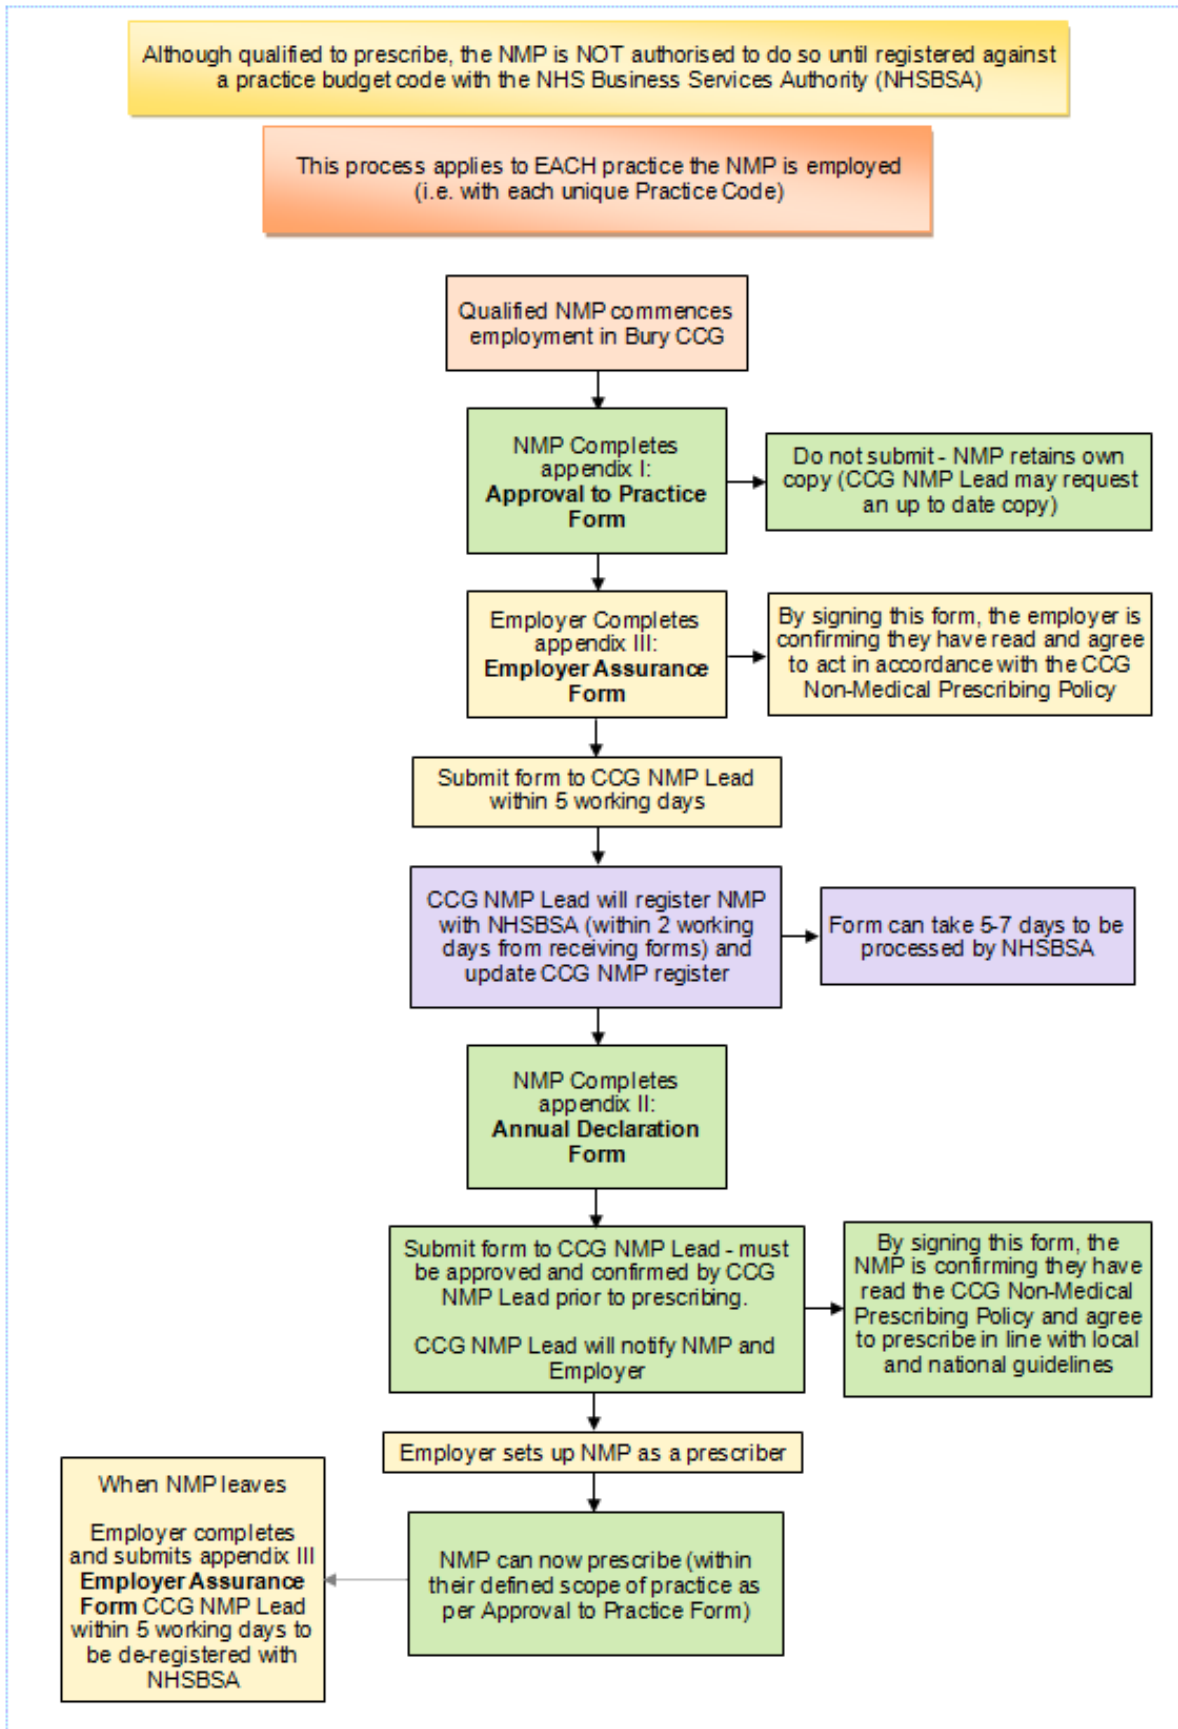 Although qualified to prescribe, the NMP is NOT authorised to do so until registered against
a practice budget code with the NHS Business Services Authority (NHSBSA)
This process applies to EACH practice the NMP is employed
(i.e. with each unique Practice Code)
Qualified NMP commences
employment in Bury CCG
NMP Completes
appendix I:
Approval to Practice
Form
Do not submit - NMP retains own
copy (CCG NMP Lead may request
an up to date copy)
Employer Completes
appendix III:
Employer Assurance
Form
By signing this form, the employer is
confirming they have read and agree
to act in accordance with the CCG
Non-Medical Prescribing Policy
Submit form to CCG NMP Lead
within 5 working days
CCG NMP Lead will register NMP
with NHSBSA (within 2 working
days from receiving forms) and
update CCG NMP register
Form can take 5-7 days to be
processed by NHSBSA
NMP Completes
appendix II:
Annual Declaration
Form
Submit form to CCG NMP Lead - must
be approved and confirmed by CCG
NMP Lead prior to prescribing.
CCG NMP Lead will notify NMP and
Employer
By signing this form, the
NMP is confirming they have
read the CCG Non-Medical
Prescribing Policy and agree
to prescribe in line with local
and national guidelines
Employer sets up NMP as a prescriber
When NMP leaves
Employer completes
and submits appendix III
Employer Assurance
Form CCG NMP Lead
within 5 working days to
be de-registered with
NHSBSA
NMP can now prescribe (within
their defined scope of practice as
per Approval to Practice Form)